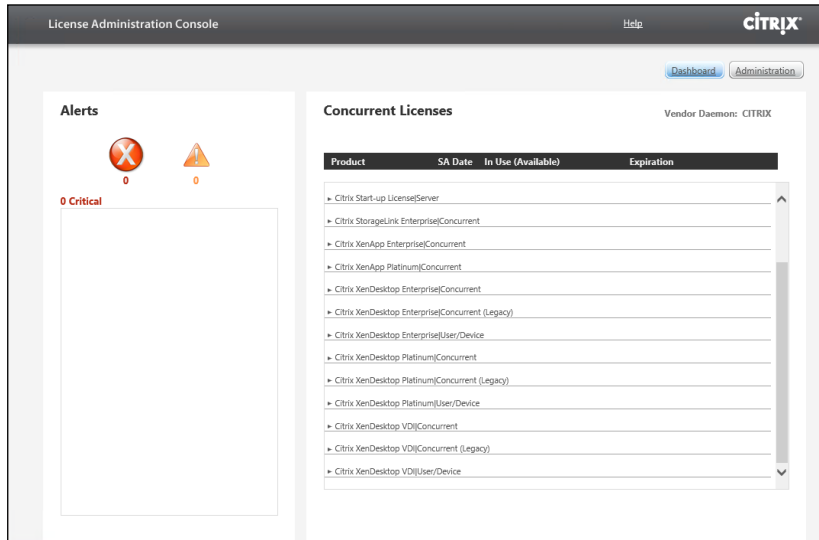 License Administration Console
Help
CITRIX
Dashboard
Administration
Alerts
0
0
0 Critical
Concurrent Licenses
Vendor Daemon: CITRIX
Product SA Date In Use (Available) Expiration
Citrix Start-up License|Server
Citrix StorageLink Enterprise|Concurrent
Citrix XenApp Enterprise|Concurrent
Citrix XenApp Platinum|Concurrent
Citrix XenDesktop Enterprise|Concurrent
Citrix XenDesktop Enterprise|Concurrent (Legacy)
Citrix XenDesktop Enterprise|User/Device
Citrix XenDesktop Platinum|Concurrent
Citrix XenDesktop Platinum|Concurrent (Legacy)
Citrix XenDesktop Platinum|User/Device
Citrix XenDesktop VDI|Concurrent
Citrix XenDesktop VDI|Concurrent (Legacy)
Citrix XenDesktop VDI|User/Device